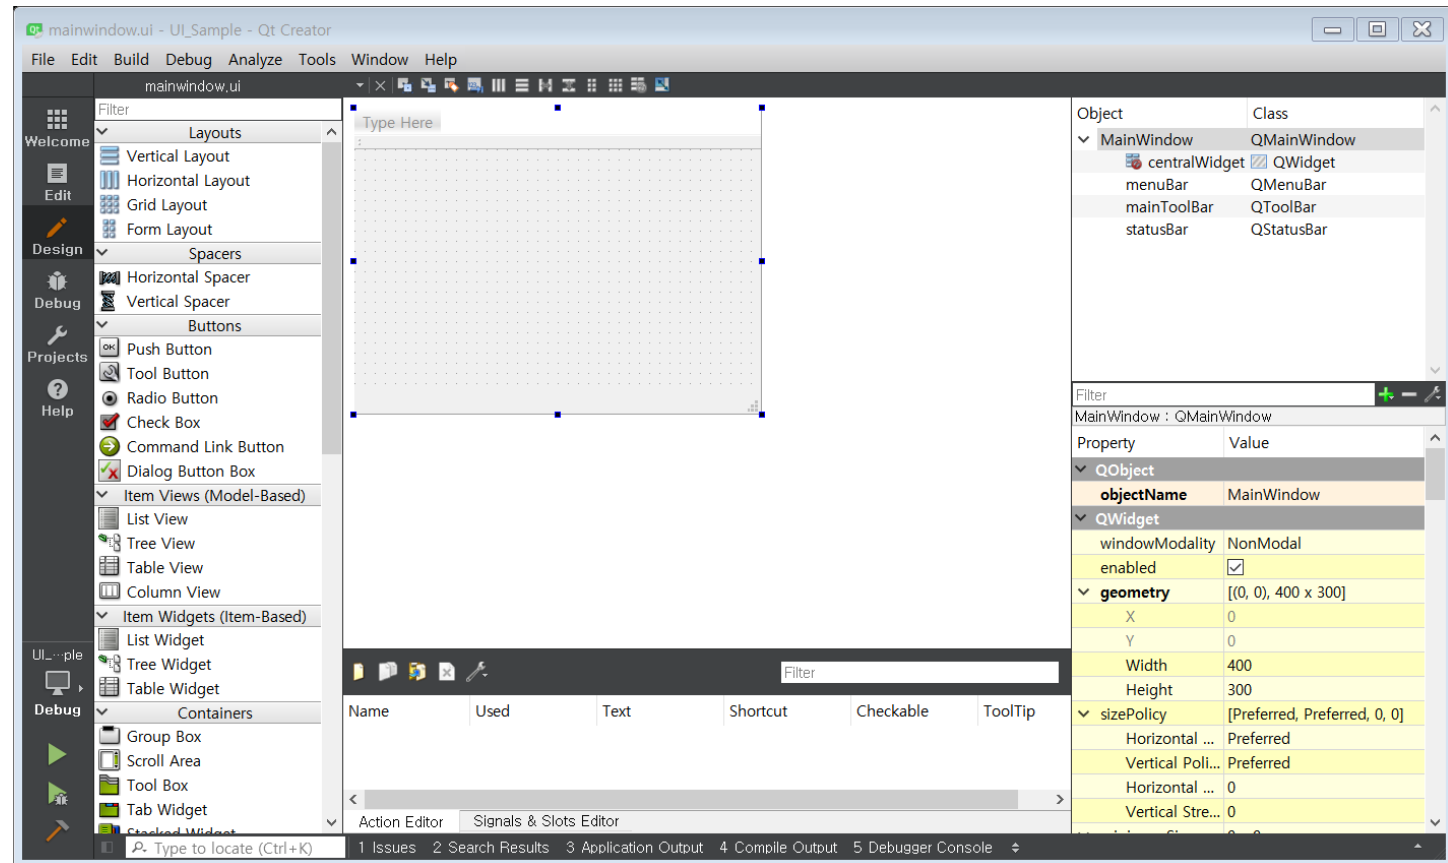 mainwindow.ui - UI_Sample - Qt Creator
File Edit Build Debug Analyze Tools Window Help
mainwindow.ui
Welcome
Edit
Design
Debug
Projects
Help
UI_···ple
Debug
Filter
Layouts
Vertical Layout
Horizontal Layout
Grid Layout
Form Layout
Spacers
Horizontal Spacer
Vertical Spacer
Buttons
Push Button
Tool Button
Radio Button
Check Box
Command Link Button
Dialog Button Box
Item Views (Model-Based)
List View
Tree View
Table View
Column View
Item Widgets (Item-Based)
List Widget
Tree Widget
Table Widget
Containers
Group Box
Scroll Area
Tool Box
Tab Widget
Stacked Widget
Type Here
Filter
Name Used Text Shortcut Checkable ToolTip
Action Editor Signals & Slots Editor
Object Class
MainWindow QMainWindow
centralWidget QWidget
menuBar QMenuBar
mainToolBar QToolBar
statusBar QStatusBar
Filter
MainWindow : QMainWindow
Property Value
QObject
objectName MainWindow
QWidget
windowModality NonModal
enabled
geometry [(0, 0), 400 x 300]
X 0
Y 0
Width 400
Height 300
sizePolicy [Preferred, Preferred, 0, 0]
Horizontal ... Preferred
Vertical Poli... Preferred
Horizontal ... 0
Vertical Stre... 0
Type to locate (Ctrl+K) 1 Issues 2 Search Results 3 Application Output 4 Compile Output 5 Debugger Console